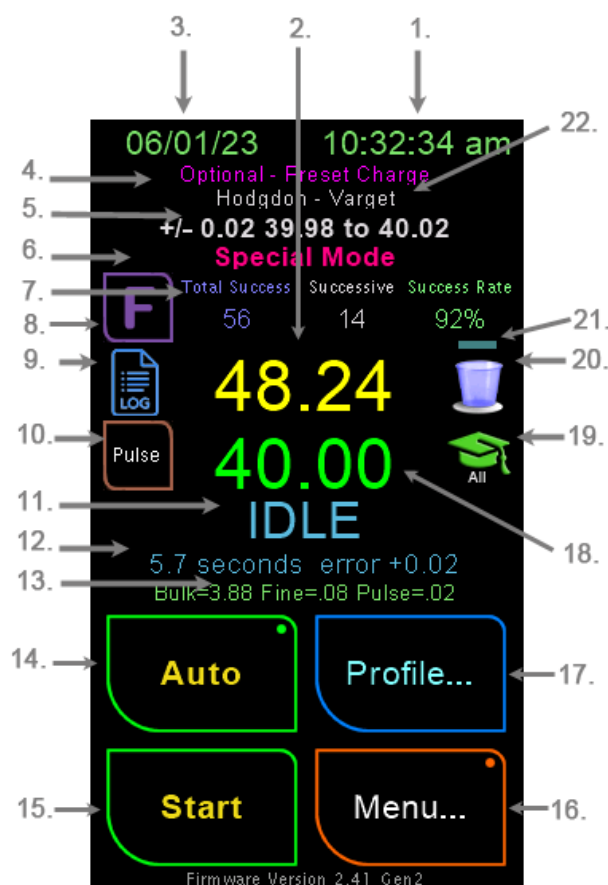 3. 2. 1.
06/01/23 10:32:34 am
22.
4. Optional - Preset Charge
Hodgdon - Varget
5. +/- 0.02 39.98 to 40.02
6. Special Mode
7. Total Success Successive Success Rate
8. F 56 14 92%
21.
9. LOG 48.24 20.
10. Pulse 40.00 All 19.
11. IDLE
18.
12. 5.7 seconds error +0.02
13. Bulk=3.88 Fine=.08 Pulse=.02
14. Auto Profile... 17.
15. Start Menu... 16.
Firmware Version 2.41 Gen2